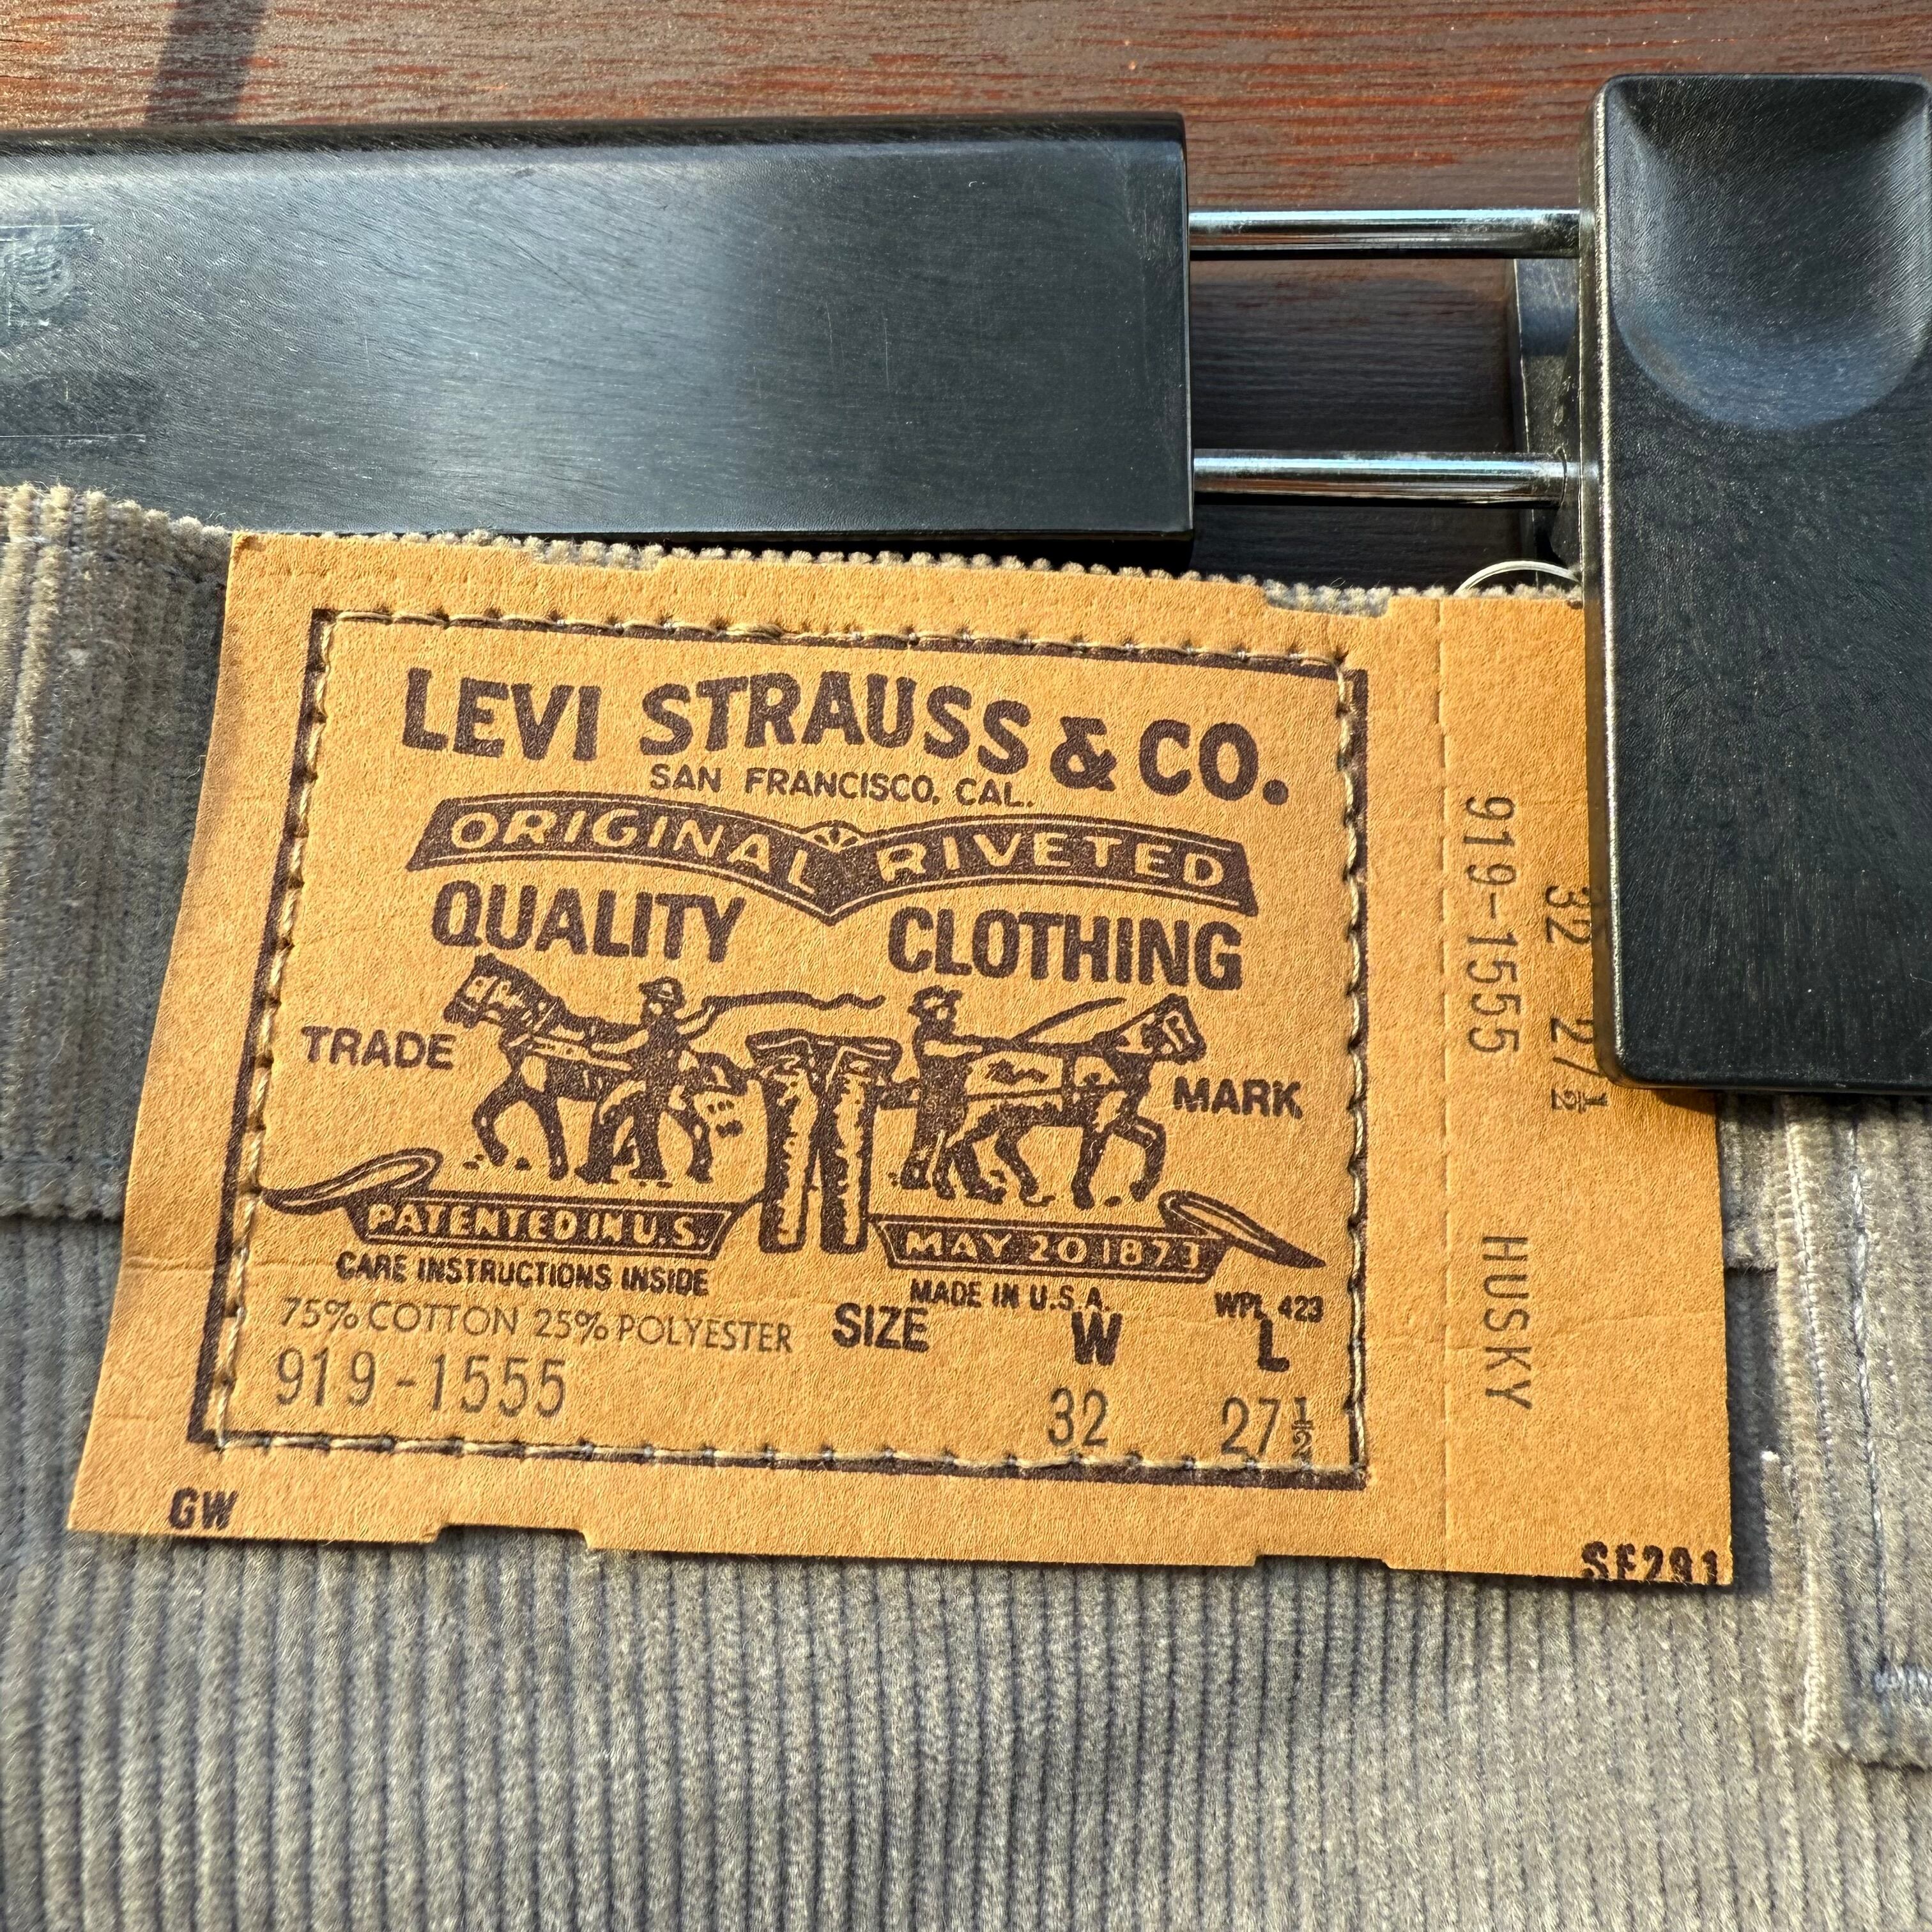 LEVI STRAUSS & CO.
SAN FRANCISCO, CAL.
ORIGINAL RIVETED
QUALITY CLOTHING
TRADE MARK
PATENTED IN U.S. MAY 20 1873
CARE INSTRUCTIONS INSIDE
MADE IN U.S.A. WPL 423
75% COTTON 25% POLYESTER
SIZE W L
919-1555 32 27½
GW
SF291
32 27½
919-1555 HUSKY